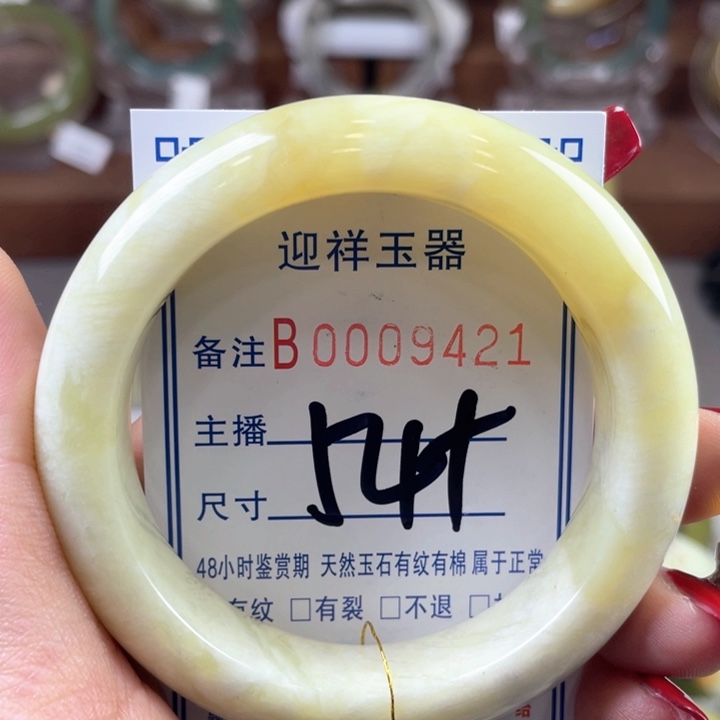 迎祥玉器
备注B0009421
主播
尺寸
48小时鉴赏期 天然玉石有纹有棉 属于正常
有纹 □有裂 □不退 □